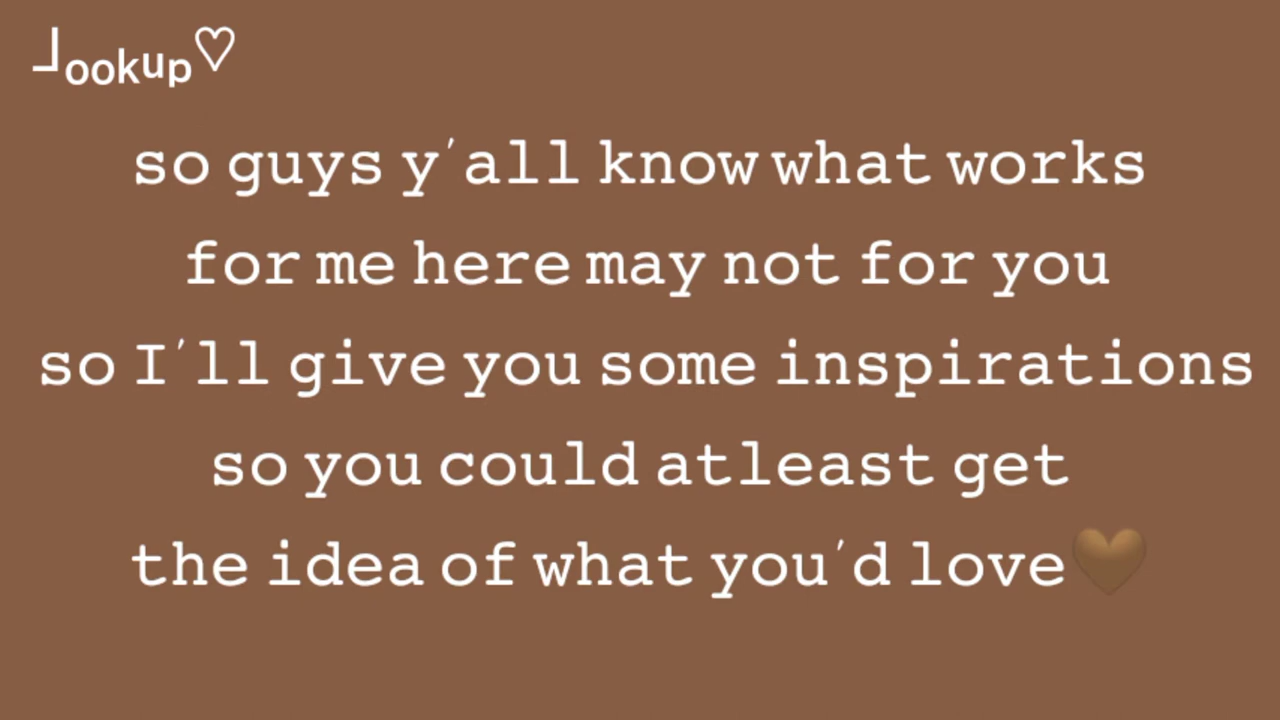 ⅃ookup♡
so guys y'all know what works
for me here may not for you
so I'll give you some inspirations
so you could atleast get
the idea of what you'd love🤎